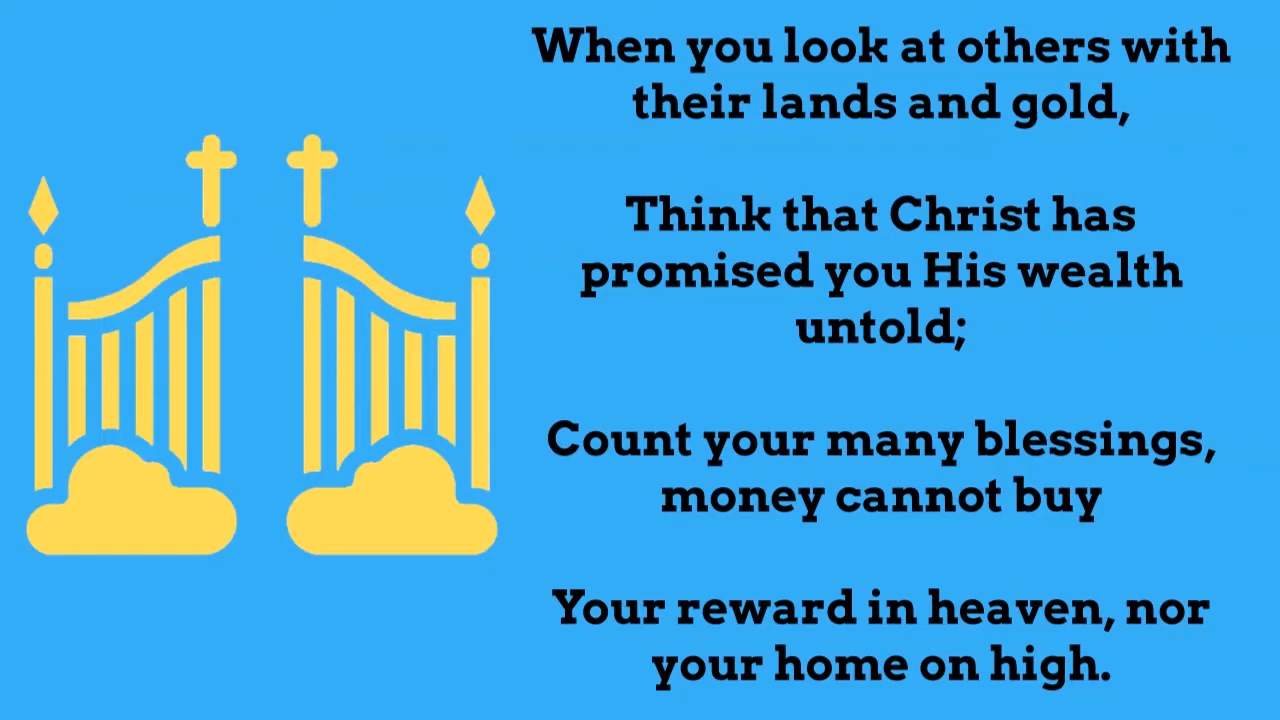 When you look at others with
their lands and gold,
Think that Christ has
promised you His wealth
untold;
Count your many blessings,
money cannot buy
Your reward in heaven, nor
your home on high.